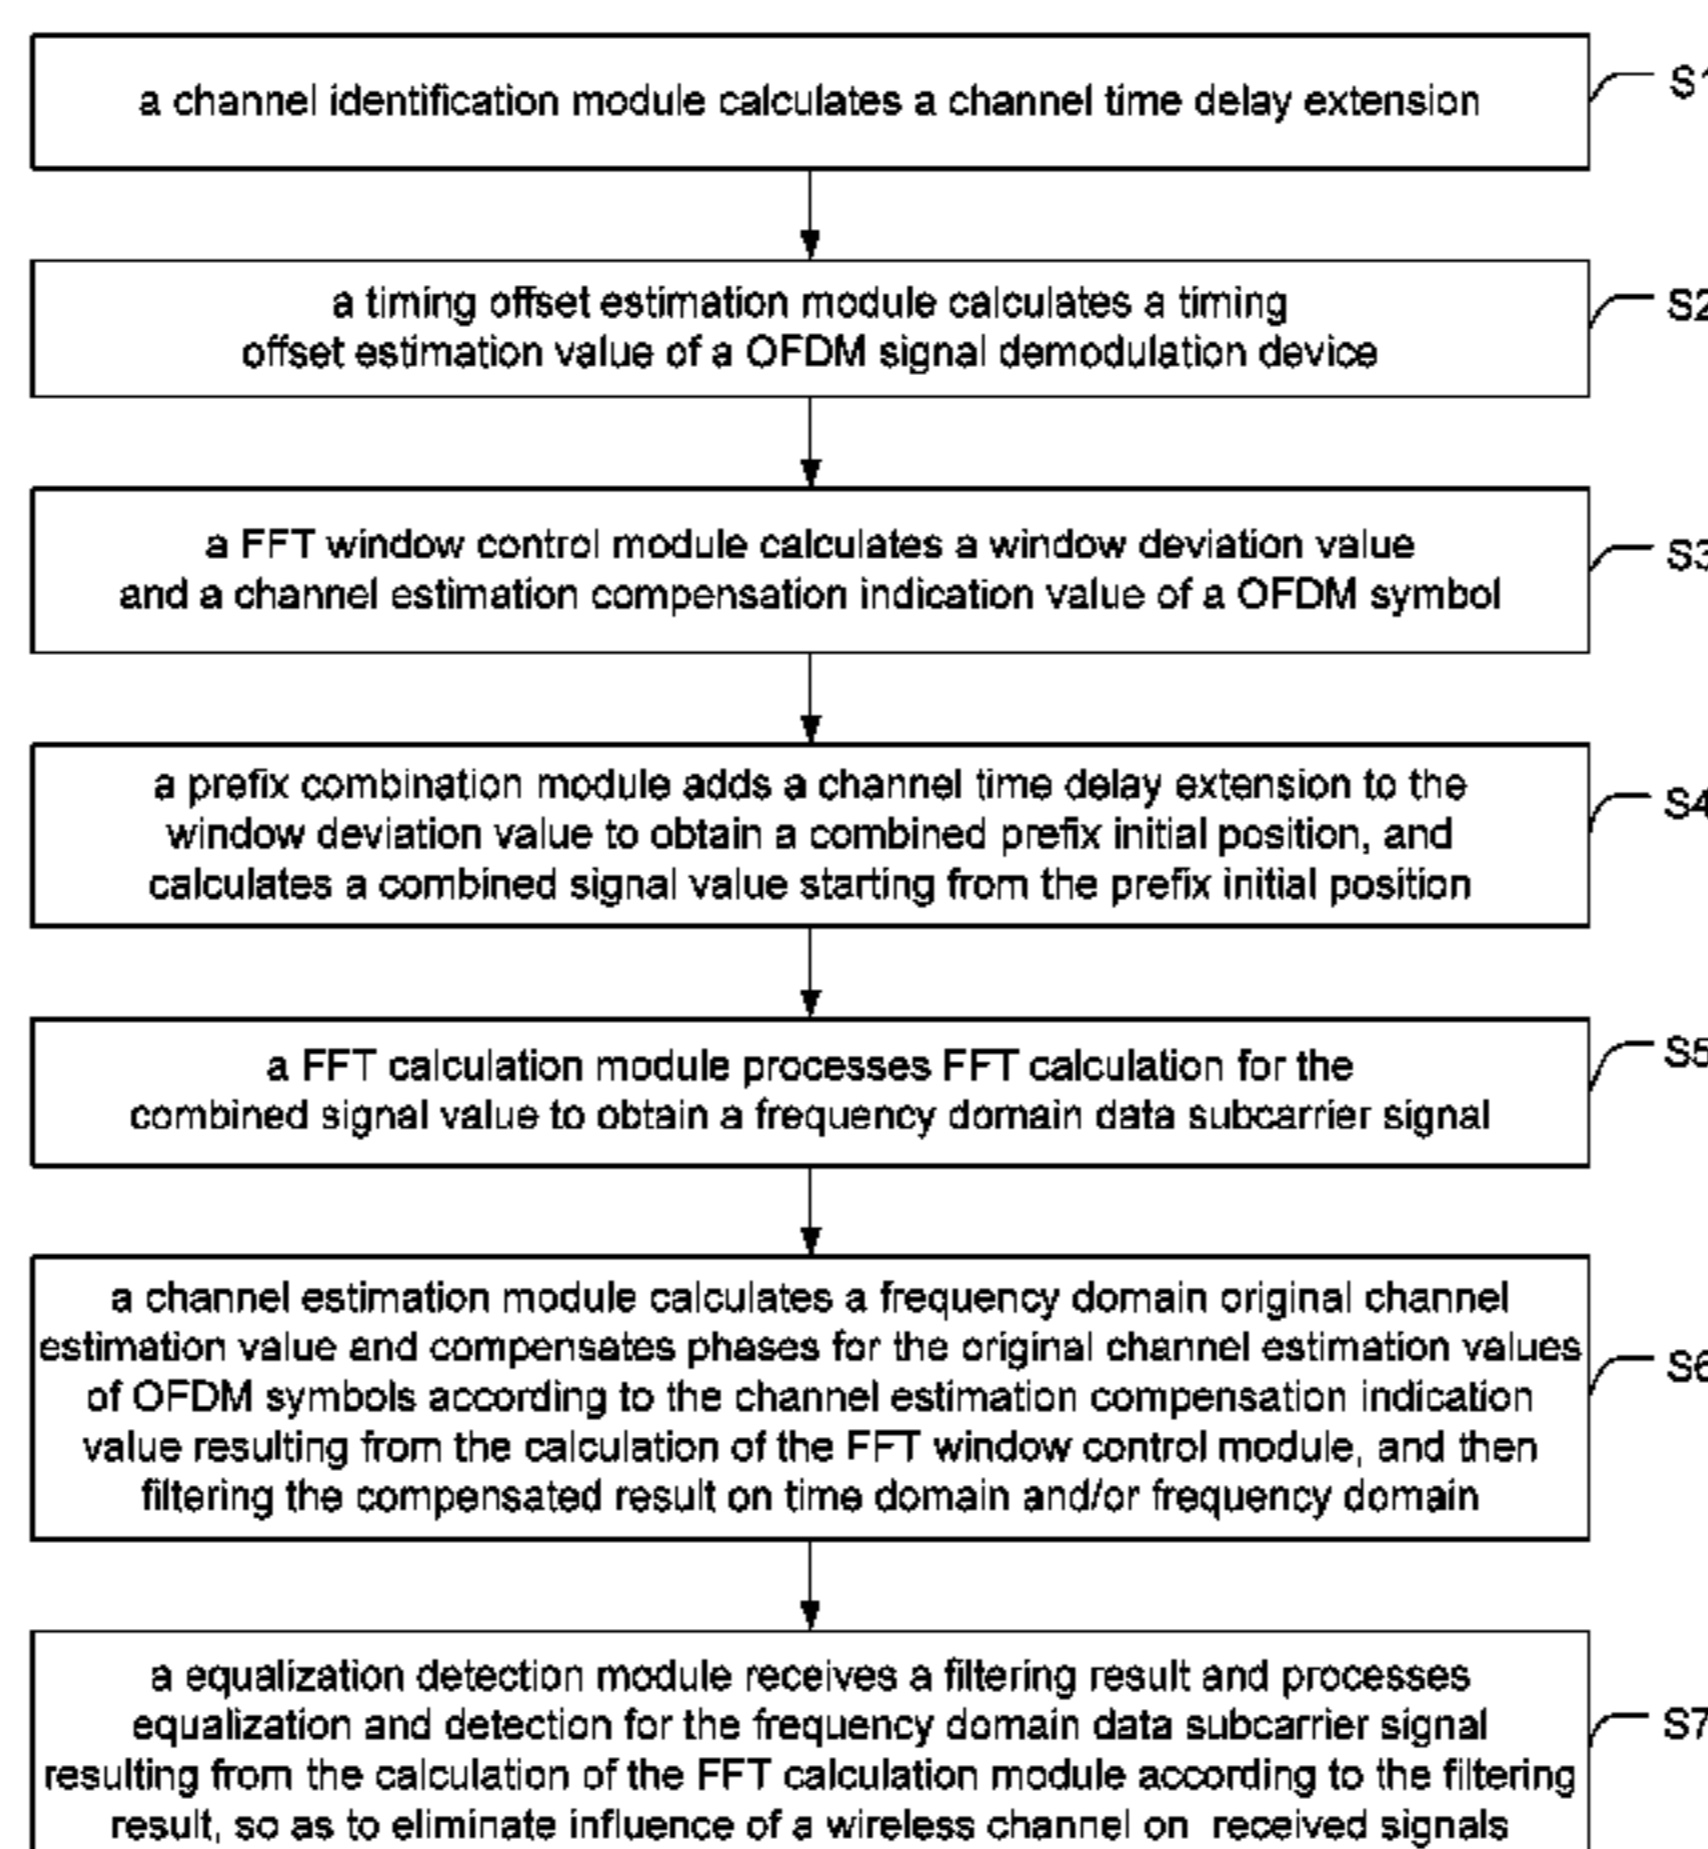 a channel identification module calculates a channel time delay extension
S1
a timing offset estimation module calculates a timing
offset estimation value of a OFDM signal demodulation device
S2
a FFT window control module calculates a window deviation value
and a channel estimation compensation indication value of a OFDM symbol
S3
a prefix combination module adds a channel time delay extension to the
window deviation value to obtain a combined prefix initial position, and
calculates a combined signal value starting from the prefix initial position
S4
a FFT calculation module processes FFT calculation for the
combined signal value to obtain a frequency domain data subcarrier signal
S5
a channel estimation module calculates a frequency domain original channel
estimation value and compensates phases for the original channel estimation values
of OFDM symbols according to the channel estimation compensation indication
value resulting from the calculation of the FFT window control module, and then
filtering the compensated result on time domain and/or frequency domain
S6
a equalization detection module receives a filtering result and processes
equalization and detection for the frequency domain data subcarrier signal
resulting from the calculation of the FFT calculation module according to the filtering
result, so as to eliminate influence of a wireless channel on received signals
S7